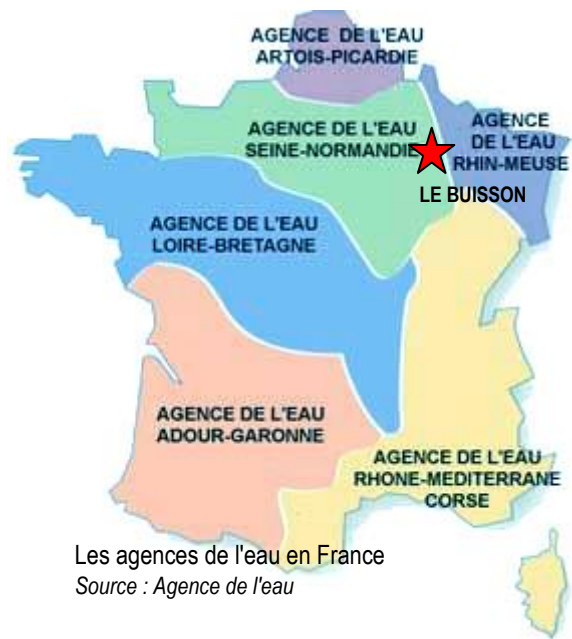 AGENCE DE L'EAU
ARTOIS-PICARDIE
AGENCE DE L'EAU
SEINE-NORMANDIE
AGENCE
DE L'EAU
RHIN-MEUSE
LE BUISSON
AGENCE DE L'EAU
LOIRE-BRETAGNE
AGENCE DE L'EAU
ADOUR-GARONNE
AGENCE DE L'EAU
RHONE-MEDITERRANE
CORSE
Les agences de l'eau en France
Source : Agence de l'eau